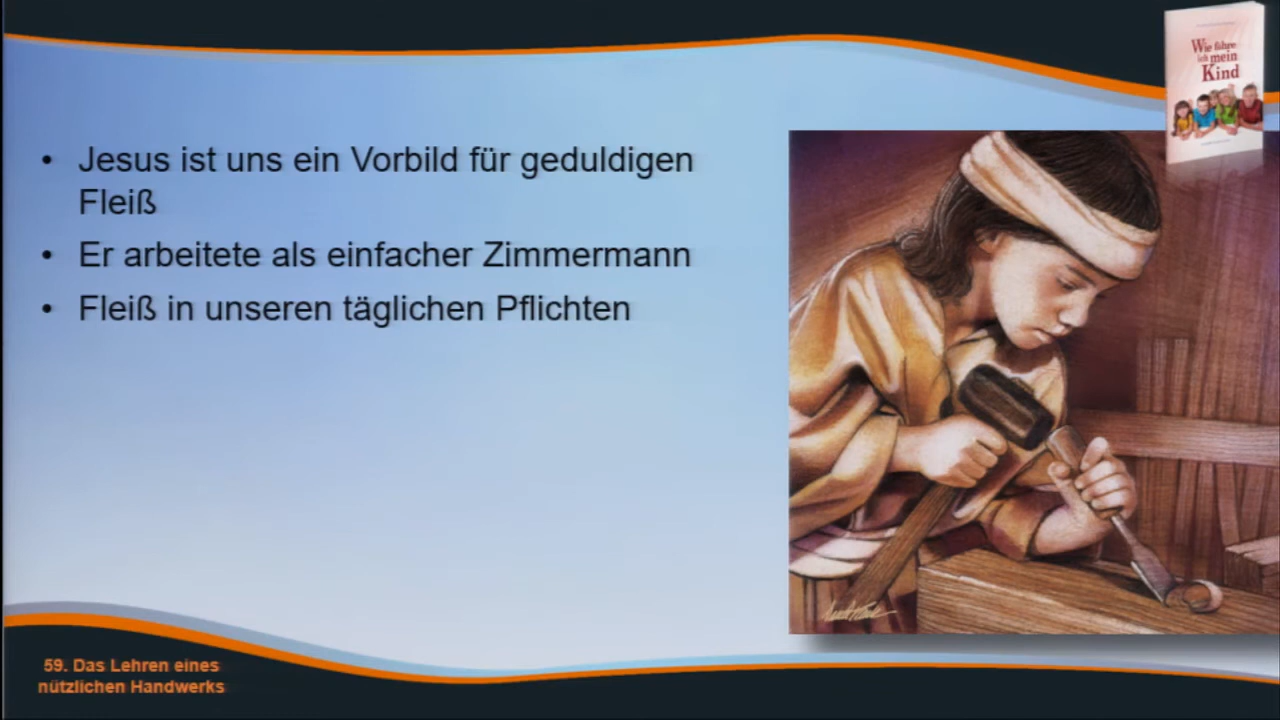 Wie führe
ich mein
Kind
• Jesus ist uns ein Vorbild für geduldigen
Fleiß
• Er arbeitete als einfacher Zimmermann
• Fleiß in unseren täglichen Pflichten
59. Das Lehren eines
nützlichen Handwerks